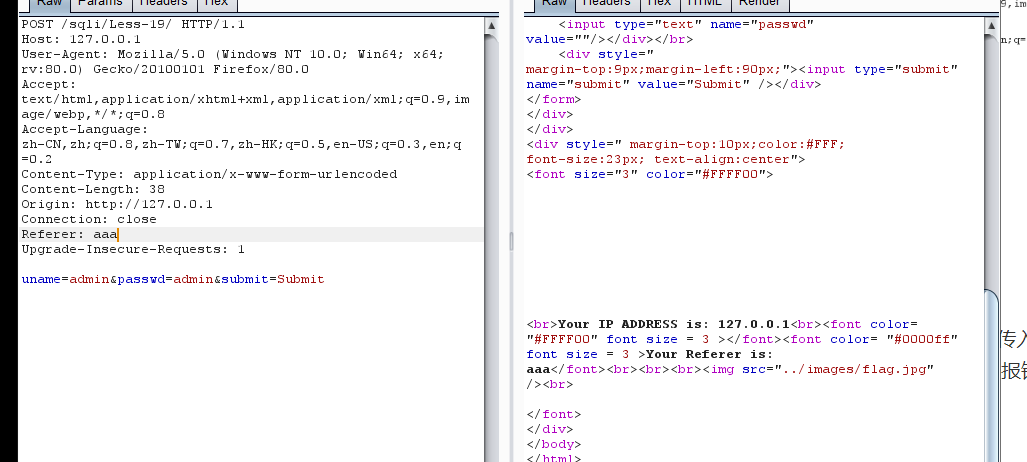 Raw Params Headers Hex
POST /sqli/Less-19/ HTTP/1.1
Host: 127.0.0.1
User-Agent: Mozilla/5.0 (Windows NT 10.0; Win64; x64;
rv:80.0) Gecko/20100101 Firefox/80.0
Accept:
text/html,application/xhtml+xml,application/xml;q=0.9,im
age/webp,*/*;q=0.8
Accept-Language:
zh-CN,zh;q=0.8,zh-TW;q=0.7,zh-HK;q=0.5,en-US;q=0.3,en;q
=0.2
Content-Type: application/x-www-form-urlencoded
Content-Length: 38
Origin: http://127.0.0.1
Connection: close
Referer: aaa
Upgrade-Insecure-Requests: 1
uname=admin&passwd=admin&submit=Submit
Raw Headers Hex HTML Render
<input type="text" name="passwd"
value=""/></div></br>
<div style="
margin-top:9px;margin-left:90px;"><input type="submit"
name="submit" value="Submit" /></div>
</form>
</div>
</div>
<div style=" margin-top:10px;color:#FFF;
font-size:23px; text-align:center">
<font size="3" color="#FFFF00">
<br>Your IP ADDRESS is: 127.0.0.1<br><font color=
"#FFFF00" font size = 3 ></font><font color= "#0000ff"
font size = 3 >Your Referer is:
aaa</font><br><br><br><img src="../images/flag.jpg"
/><br>
</font>
</div>
</body>
</html>
9,im
n;q=
传入
报错